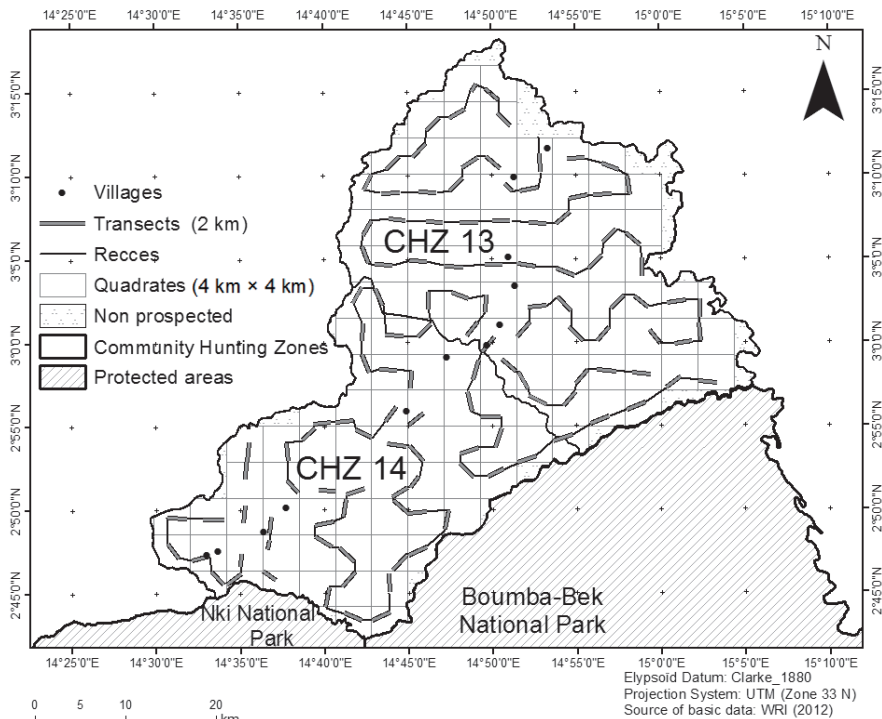 14°25'0"E 14°30'0"E 14°35'0"E 14°40'0"E 14°45'0"E 14°50'0"E 14°55'0"E 15°0'0"E 15°5'0"E 15°10'0"E
N
3°15'0"N
3°15'0"N
3°10'0"N
3°10'0"N
3°5'0"N
3°5'0"N
3°0'0"N
3°0'0"N
2°55'0"N
2°55'0"N
2°50'0"N
2°50'0"N
2°45'0"N
2°45'0"N
Villages
Transects (2 km)
Recces
Quadrates (4 km × 4 km)
Non prospected
Community Hunting Zones
Protected areas
CHZ 13
CHZ 14
Nki National
Park
Boumba-Bek
National Park
14°25'0"E 14°30'0"E 14°35'0"E 14°40'0"E 14°45'0"E 14°50'0"E 14°55'0"E 15°0'0"E 15°5'0"E 15°10'0"E
0 5 10 20
km
Elypsoïd Datum: Clarke_1880
Projection System: UTM (Zone 33 N)
Source of basic data: WRI (2012)